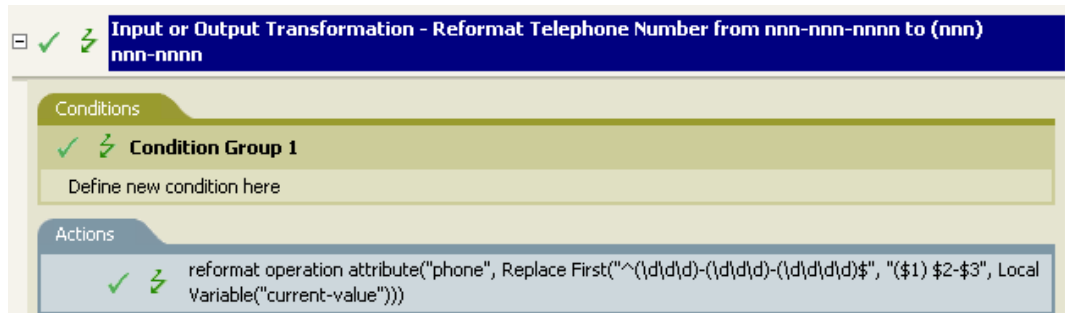 Input or Output Transformation - Reformat Telephone Number from nnn-nnn-nnnn to (nnn)
nnn-nnnn
Conditions
Condition Group 1
Define new condition here
Actions
reformat operation attribute("phone", Replace First("^(\d\d\d)-(\d\d\d)-(\d\d\d\d)$", "($1) $2-$3", Local
Variable("current-value")))